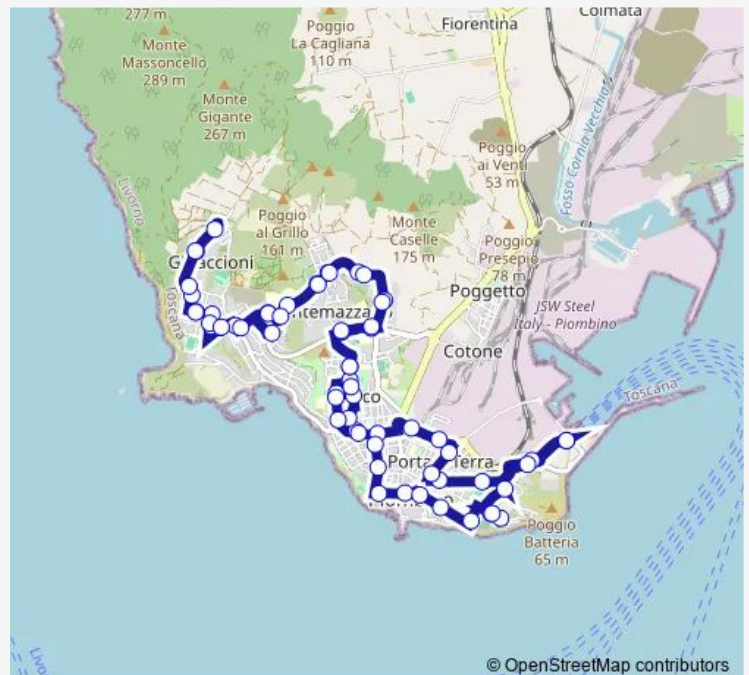 277 m
Monte
Massoncello
289 m
Poggio
La Cagliana
110 m
Fiorentina
Colmata
Monte
Gigante
267 m
Poggio
ai Venti
53 m
Fosso Cornia Vecchia
Livorno
Poggio
al Grillo
161 m
Monte
Caselle
175 m
Poggio
Presepio
78 m
Toscana
Poggetto
JSW Steel
Italy - Piombino
Cotone
Toscana
Porta
Terra
Poggio
Batteria
65 m
Livo
© OpenStreetMap contributors